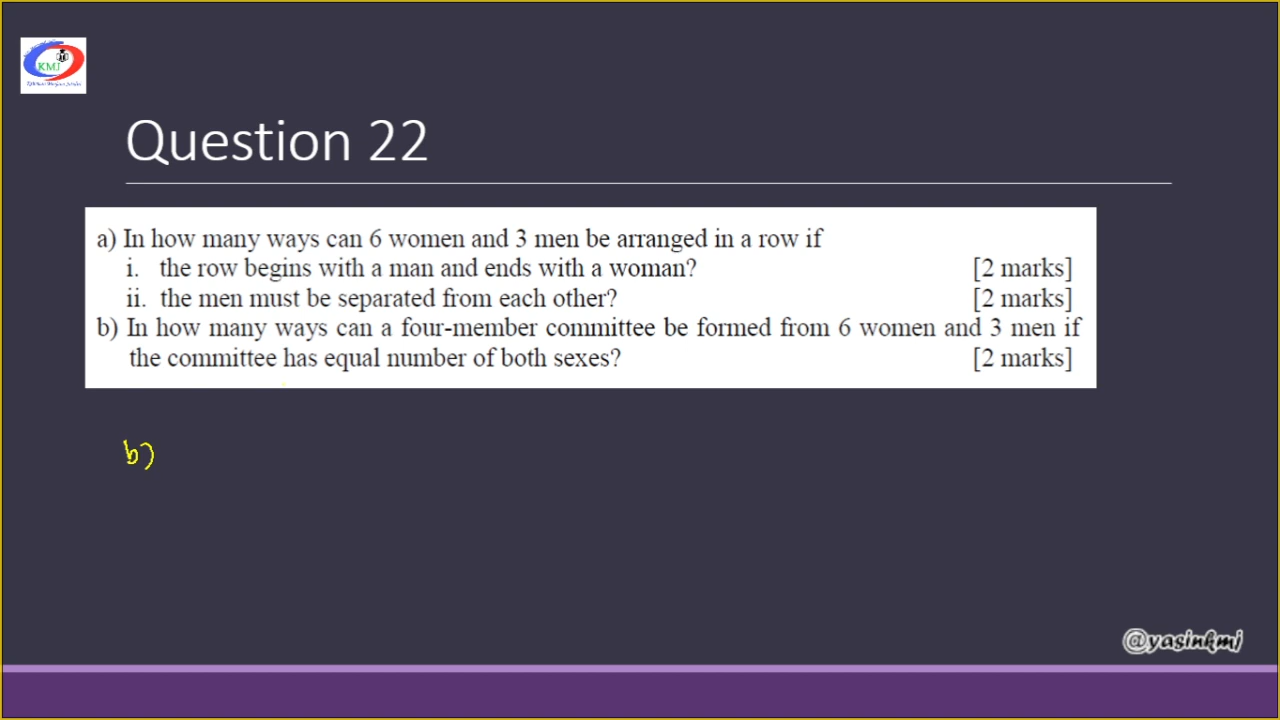 KMJ
Question 22
a) In how many ways can 6 women and 3 men be arranged in a row if
i. the row begins with a man and ends with a woman? [2 marks]
ii. the men must be separated from each other? [2 marks]
b) In how many ways can a four-member committee be formed from 6 women and 3 men if
the committee has equal number of both sexes? [2 marks]
b)
@yasinkmj